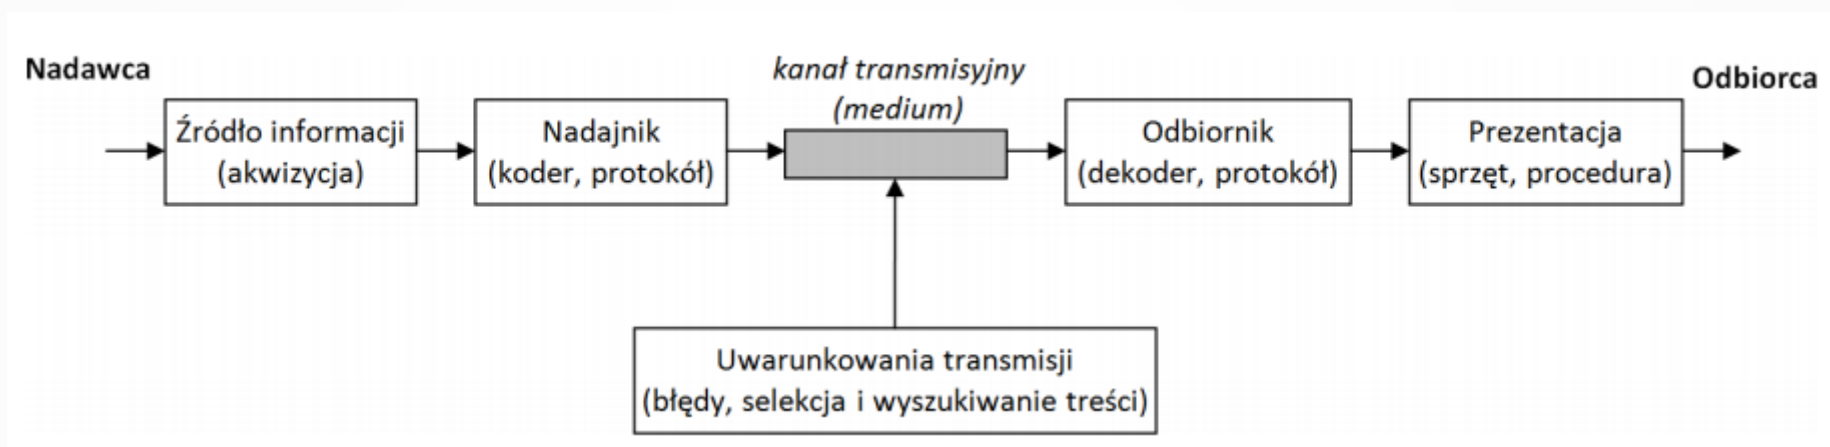 Nadawca
kanał transmisyjny
(medium)
Odbiorca
Źródło informacji
(akwizycja)
Nadajnik
(koder, protokół)
Odbiornik
(dekoder, protokół)
Prezentacja
(sprzęt, procedura)
Uwarunkowania transmisji
(błędy, selekcja i wyszukiwanie treści)